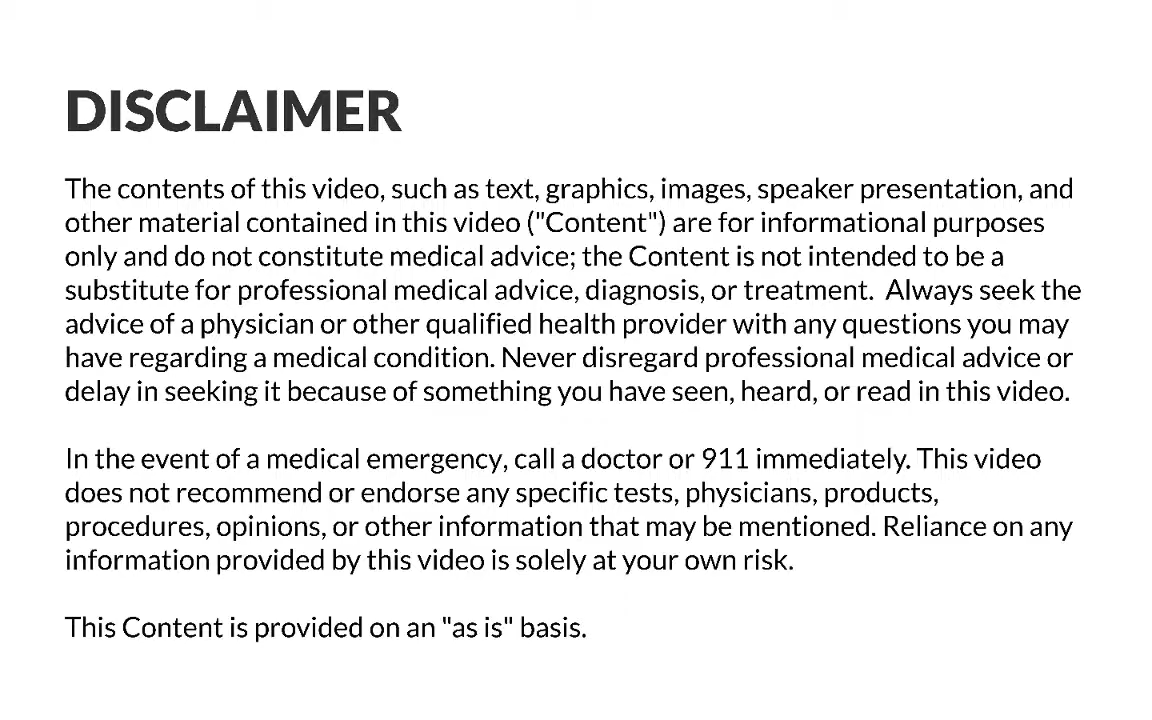 DISCLAIMER
The contents of this video, such as text, graphics, images, speaker presentation, and
other material contained in this video ("Content") are for informational purposes
only and do not constitute medical advice; the Content is not intended to be a
substitute for professional medical advice, diagnosis, or treatment.  Always seek the
advice of a physician or other qualified health provider with any questions you may
have regarding a medical condition. Never disregard professional medical advice or
delay in seeking it because of something you have seen, heard, or read in this video.
In the event of a medical emergency, call a doctor or 911 immediately. This video
does not recommend or endorse any specific tests, physicians, products,
procedures, opinions, or other information that may be mentioned. Reliance on any
information provided by this video is solely at your own risk.
This Content is provided on an "as is" basis.